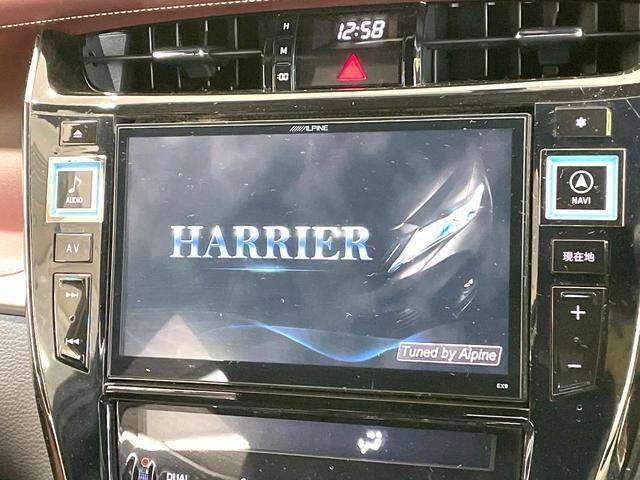 H
12:58
M
:00
ALPINE
AUDIO
NAVI
AV
HARRIER
現在地
+
Tuned by Alpine
EX9
DUAL